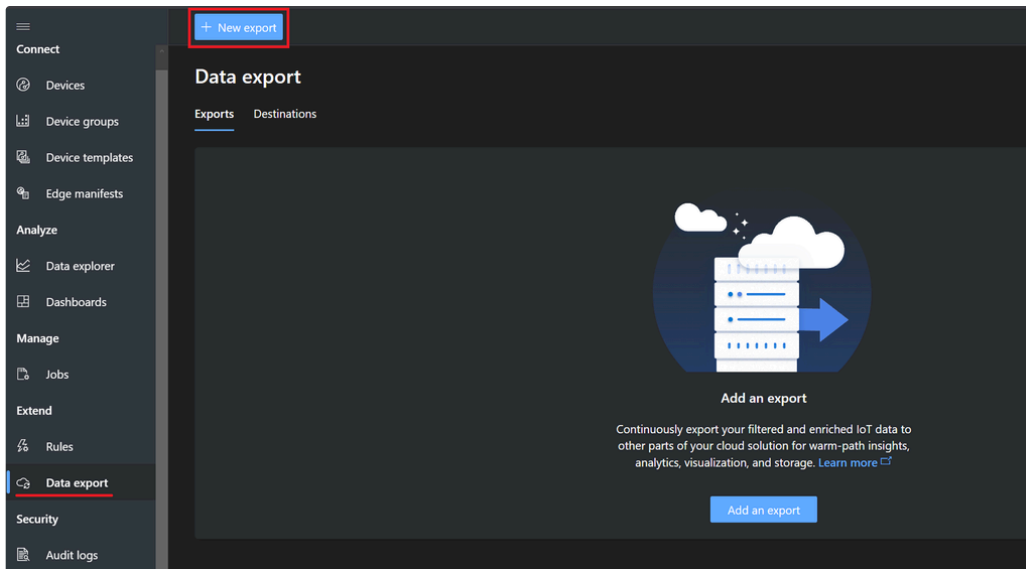 + New export
Connect
Devices
Device groups
Device templates
Edge manifests
Analyze
Data explorer
Dashboards
Manage
Jobs
Extend
Rules
Data export
Security
Audit logs
Data export
Exports Destinations
Add an export
Continuously export your filtered and enriched IoT data to
other parts of your cloud solution for warm-path insights,
analytics, visualization, and storage. Learn more
Add an export